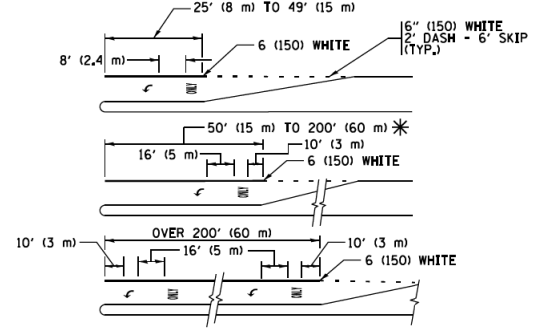 25' (8 m) TO 49' (15 m)
6" (150) WHITE
2' DASH - 6' SKIP
(TYP.)
6 (150) WHITE
8' (2.4 m)
ONLY
50' (15 m) TO 200' (60 m) *
10' (3 m)
16' (5 m)
6 (150) WHITE
ONLY
OVER 200' (60 m)
10' (3 m)
16' (5 m)
10' (3 m)
6 (150) WHITE
ONLY
ONLY